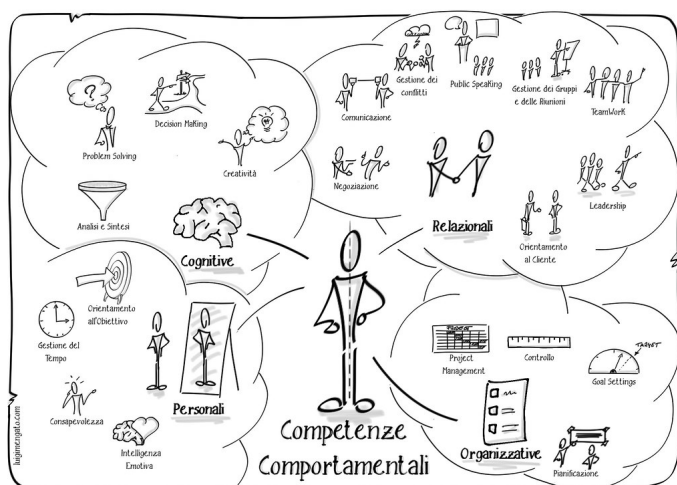 Problem Solving
Decision Making
Creatività
Analisi e Sintesi
Cognitive
Gestione dei
conflitti
Public Speaking
Gestione dei Gruppi
e delle Riunioni
TeamWork
Comunicazione
Negoziazione
Leadership
Orientamento
al Cliente
Relazionali
Orientamento
all'Obiettivo
Gestione del
Tempo
Consapevolezza
Intelligenza
Emotiva
Personali
Project
Management
Controllo
TARGET
Goal Settings
Pianificazione
Organizzative
Competenze
Comportamentali
luigimengato.com